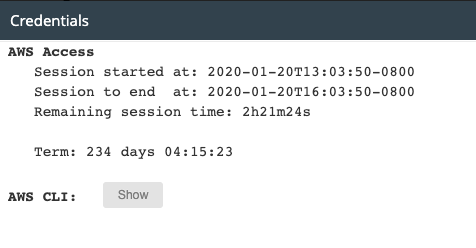 Credentials
AWS Access
Session started at: 2020-01-20T13:03:50-0800
Session to end at: 2020-01-20T16:03:50-0800
Remaining session time: 2h21m24s
Term: 234 days 04:15:23
AWS CLI: Show